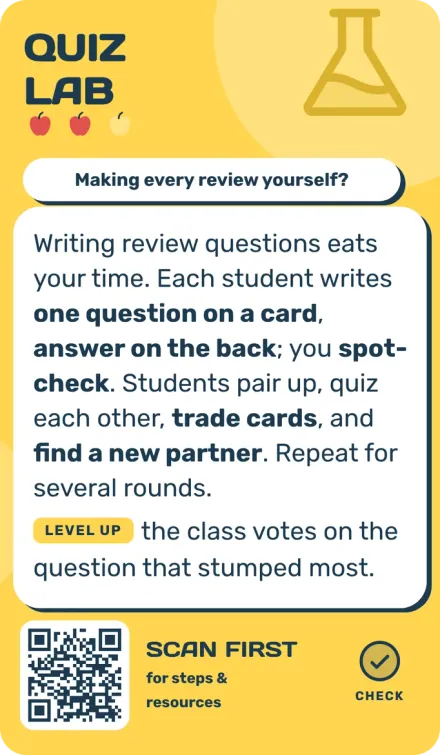 QUIZ
LAB
Making every review yourself?
Writing review questions eats
your time. Each student writes
one question on a card,
answer on the back; you spot-
check. Students pair up, quiz
each other, trade cards, and
find a new partner. Repeat for
several rounds.
LEVEL UP the class votes on the
question that stumped most.
SCAN FIRST
for steps &
resources
CHECK